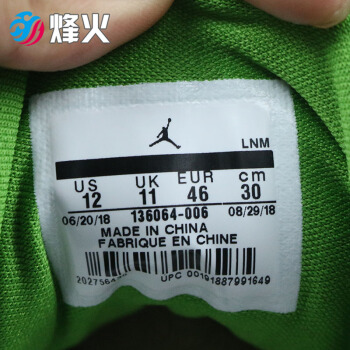 烽火
LNM
US UK EUR cm
12 11 46 30
06/20/18 136064-006 08/29/18
MADE IN CHINA
FABRIQUE EN CHINE
UPC 00191887991649